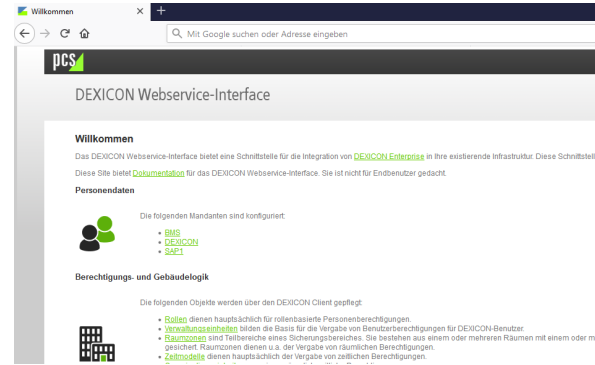 Willkommen
Mit Google suchen oder Adresse eingeben
pcs
DEXICON Webservice-Interface
Willkommen
Das DEXICON Webservice-Interface bietet eine Schnittstelle für die Integration von DEXICON Enterprise in Ihre existierende Infrastruktur. Diese Schnittstell
Diese Site bietet Dokumentation für das DEXICON Webservice-Interface. Sie ist nicht für Endbenutzer gedacht.
Personendaten
Die folgenden Mandanten sind konfiguriert:
• BMS
• DEXICON
• SAP1
Berechtigungs- und Gebäudelogik
Die folgenden Objekte werden über den DEXICON Client gepflegt:
• Rollen dienen hauptsächlich für rollenbasierte Personenberechtigungen.
• Verwaltungseinheiten bilden die Basis für die Vergabe von Benutzerberechtigungen für DEXICON-Benutzer.
• Raumzonen sind Teilbereiche eines Sicherungsbereiches. Sie bestehen aus einem oder mehreren Räumen mit einem oder m
gesichert. Raumzonen dienen u.a. der Vergabe von räumlichen Berechtigungen.
• Zeitmodelle dienen hauptsächlich der Vergabe von zeitlichen Berechtigungen.